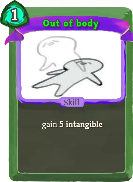 1
Out of body
Skill
gain 5 intangible